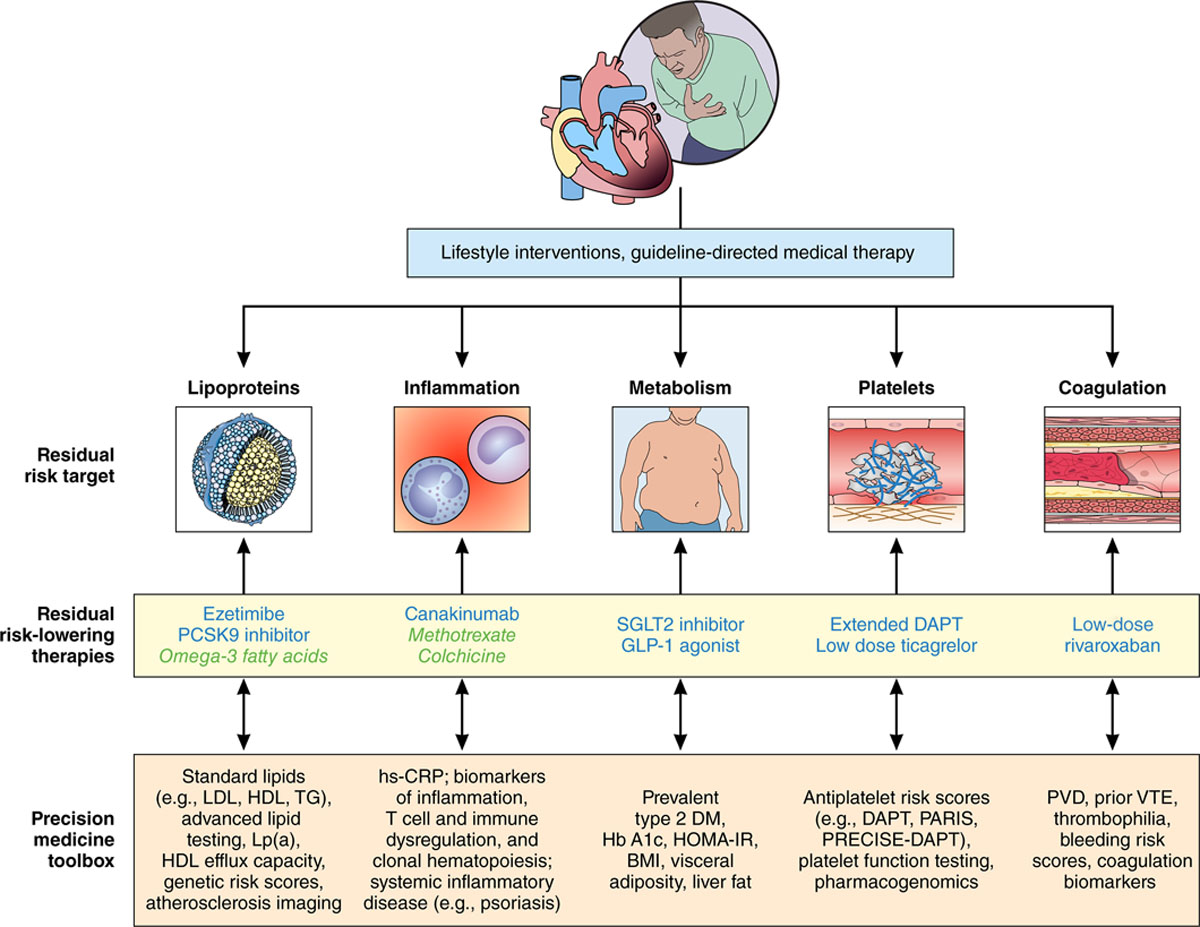 Lifestyle interventions, guideline-directed medical therapy
Lipoproteins
Inflammation
Metabolism
Platelets
Coagulation
Residual
risk target
Residual
risk-lowering
therapies
Ezetimibe
PCSK9 inhibitor
Omega-3 fatty acids
Canakinumab
Methotrexate
Colchicine
SGLT2 inhibitor
GLP-1 agonist
Extended DAPT
Low dose ticagrelor
Low-dose
rivaroxaban
Precision
medicine
toolbox
Standard lipids
(e.g., LDL, HDL, TG),
advanced lipid
testing, Lp(a),
HDL efflux capacity,
genetic risk scores,
atherosclerosis imaging
hs-CRP; biomarkers
of inflammation,
T cell and immune
dysregulation, and
clonal hematopoiesis;
systemic inflammatory
disease (e.g., psoriasis)
Prevalent
type 2 DM,
Hb A1c, HOMA-IR,
BMI, visceral
adiposity, liver fat
Antiplatelet risk scores
(e.g., DAPT, PARIS,
PRECISE-DAPT),
platelet function testing,
pharmacogenomics
PVD, prior VTE,
thrombophilia,
bleeding risk
scores, coagulation
biomarkers